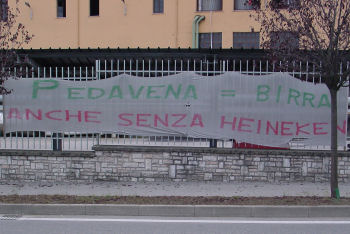 PEDAVENA = BIRRA
ANCHE SENZA HEINEKEN